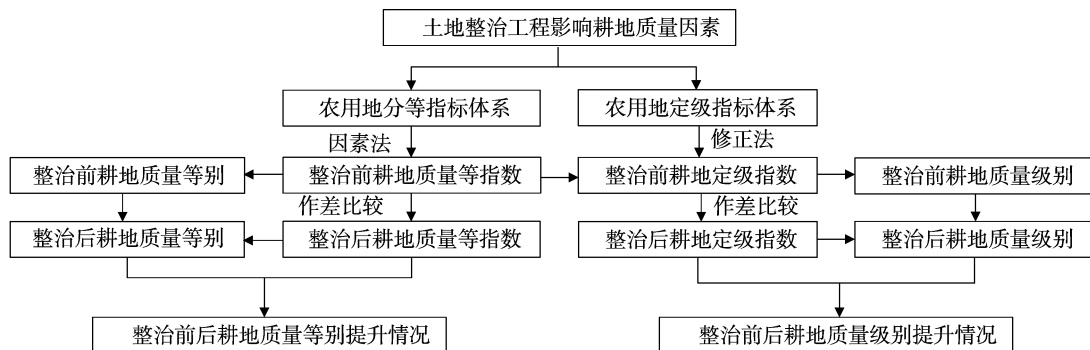 土地整治工程影响耕地质量因素
农用地分等指标体系
农用地定级指标体系
因素法
修正法
整治前耕地质量等别
整治前耕地质量等指数
整治前耕地定级指数
整治前耕地质量级别
作差比较
作差比较
整治后耕地质量等别
整治后耕地质量等指数
整治后耕地定级指数
整治后耕地质量级别
整治前后耕地质量等别提升情况
整治前后耕地质量级别提升情况